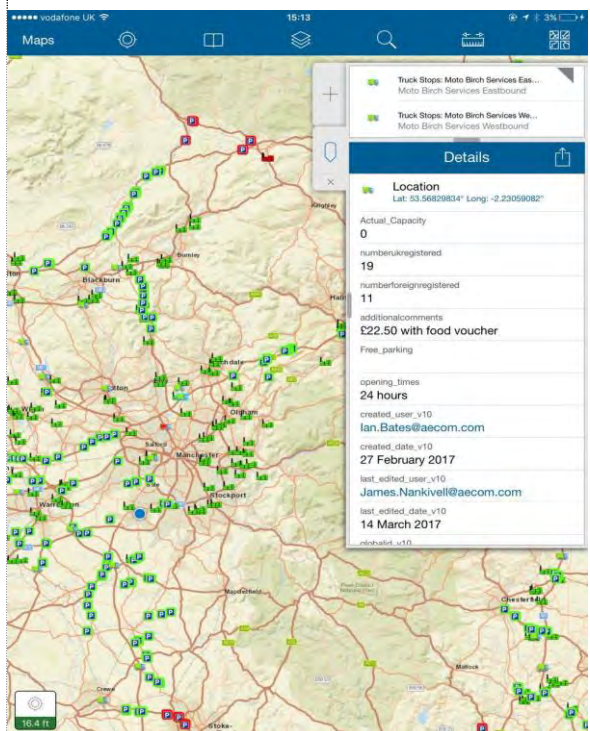 vodafone UK
15:13
3%
Maps
Truck Stops: Moto Birch Services Eas...
Moto Birch Services Eastbound
Truck Stops: Moto Birch Services We...
Moto Birch Services Westbound
Details
Location
Lat: 53.56829834° Long: -2.23059082°
Actual_Capacity
0
numberukregistered
19
numberforeignregistered
11
additionalcomments
£22.50 with food voucher
Free_parking
opening_times
24 hours
created_user_v10
Ian.Bates@aecom.com
created_date_v10
27 February 2017
last_edited_user_v10
James.Nankivell@aecom.com
last_edited_date_v10
14 March 2017
globalid_v10
Keighley
Burnley
Blackburn
Oldham
Salford
Manchester
Stockport
Macclesfield
Chesterfield
Matlock
Crewe
Stoke-
16.4 ft